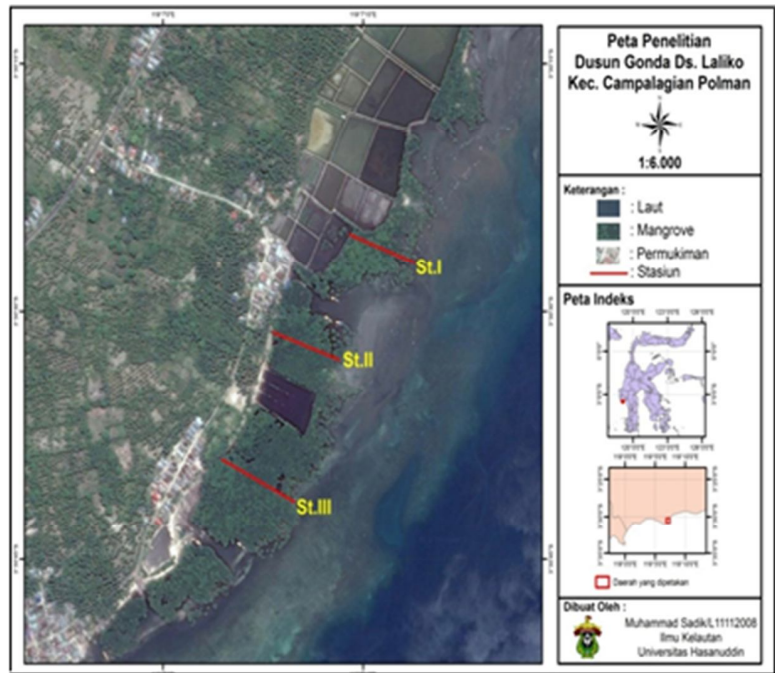 Peta Penelitian
Dusun Gonda Ds. Laliko
Kec. Campalagian Polman
1:6.000
Keterangan :
: Laut
: Mangrove
: Permukiman
: Stasiun
Peta Indeks
Daerah yang dipetakan
Dibuat Oleh :
Muhammad Sadik/L11112008
Ilmu Kelautan
Universitas Hasanuddin
St.I
St.II
St.III